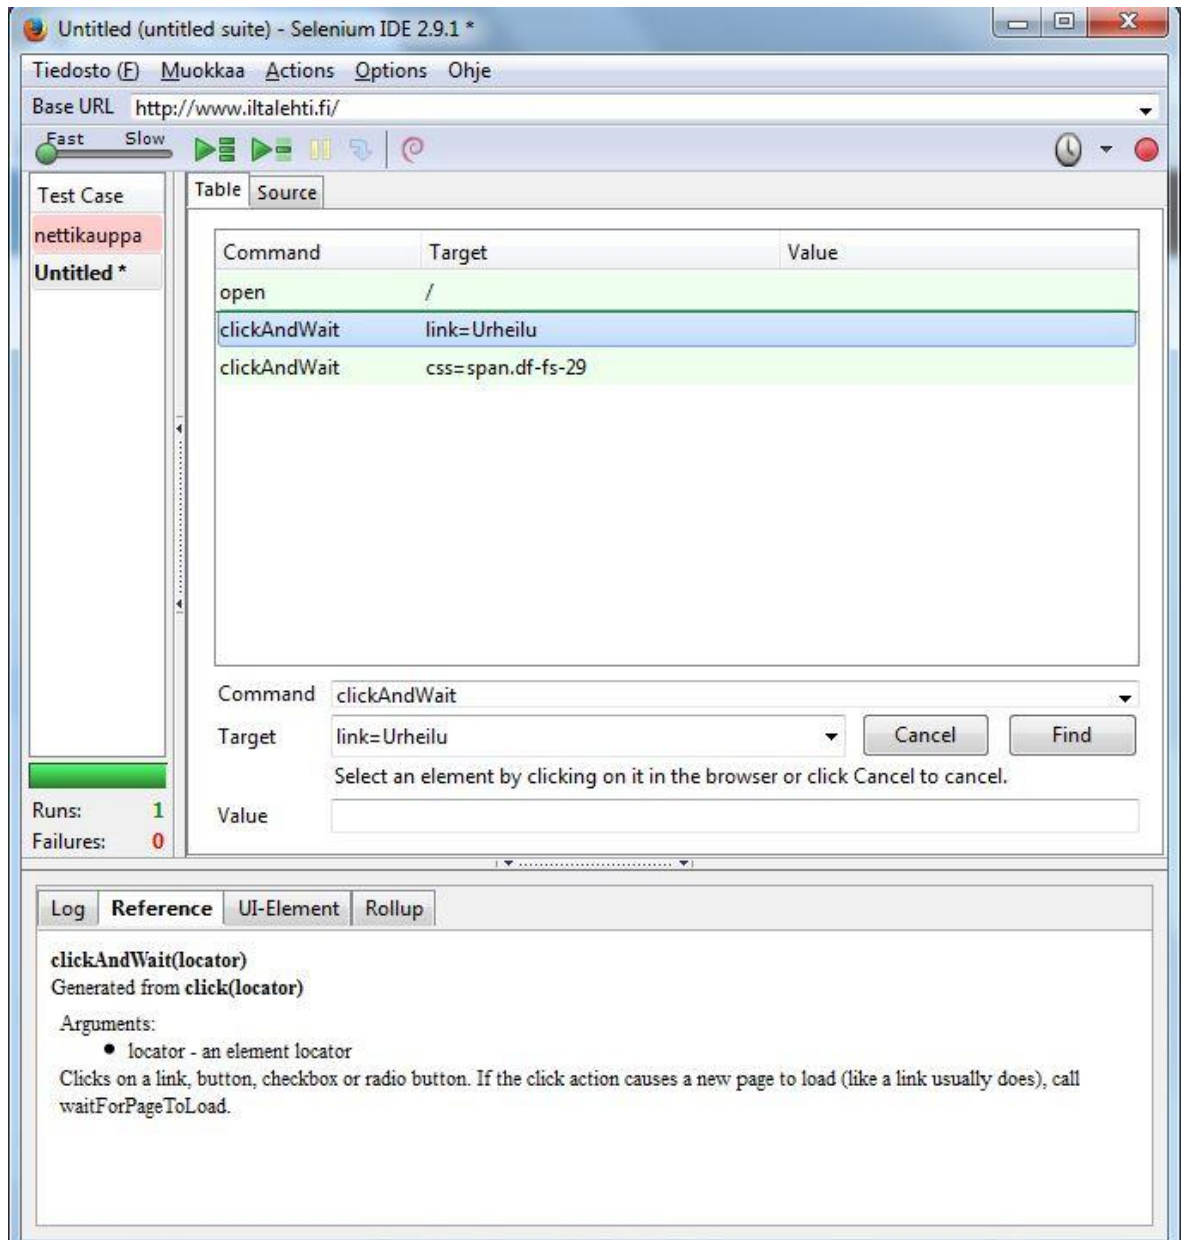 Untitled (untitled suite) - Selenium IDE 2.9.1 *
Tiedosto (F) Muokkaa Actions Options Ohje
Base URL http://www.iltalehti.fi/
Fast Slow
Test Case
nettikauppa
Untitled *
Table Source
Command Target Value
open /
clickAndWait link=Urheilu
clickAndWait css=span.df-fs-29
Command clickAndWait
Target link=Urheilu Cancel Find
Select an element by clicking on it in the browser or click Cancel to cancel.
Value
Runs: 1
Failures: 0
Log Reference UI-Element Rollup
clickAndWait(locator)
Generated from click(locator)
Arguments:
• locator - an element locator
Clicks on a link, button, checkbox or radio button. If the click action causes a new page to load (like a link usually does), call
waitForPageToLoad.